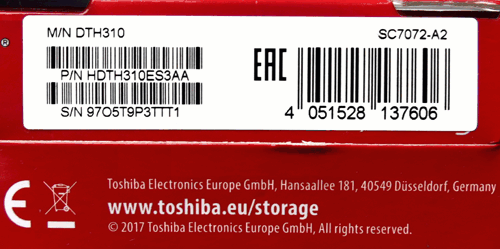 M/N DTH310
SC7072-A2
®
P/N HDTH310ES3AA
EAC
S/N 97O5T9P3TTT1
4 051528 137606
CE
Toshiba Electronics Europe GmbH, Hansaallee 181, 40549 Düsseldorf, Germany
www.toshiba.eu/storage
© 2017 Toshiba Electronics Europe GmbH, All rights reserved.